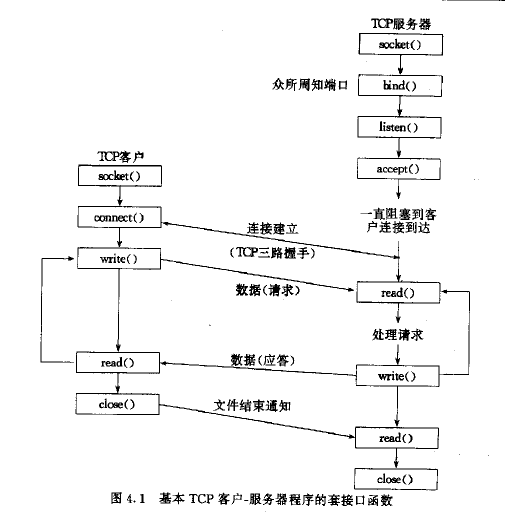 TCP服务器
socket()
众所周知端口
bind()
listen()
accept()
一直阻塞到客
户连接到达
TCP客户
socket()
connect()
连接建立
(TCP三路握手)
write()
数据(请求)
read()
处理请求
read()
数据(应答)
write()
close()
文件结束通知
read()
close()
图 4.1 基本 TCP 客户-服务器程序的套接口函数